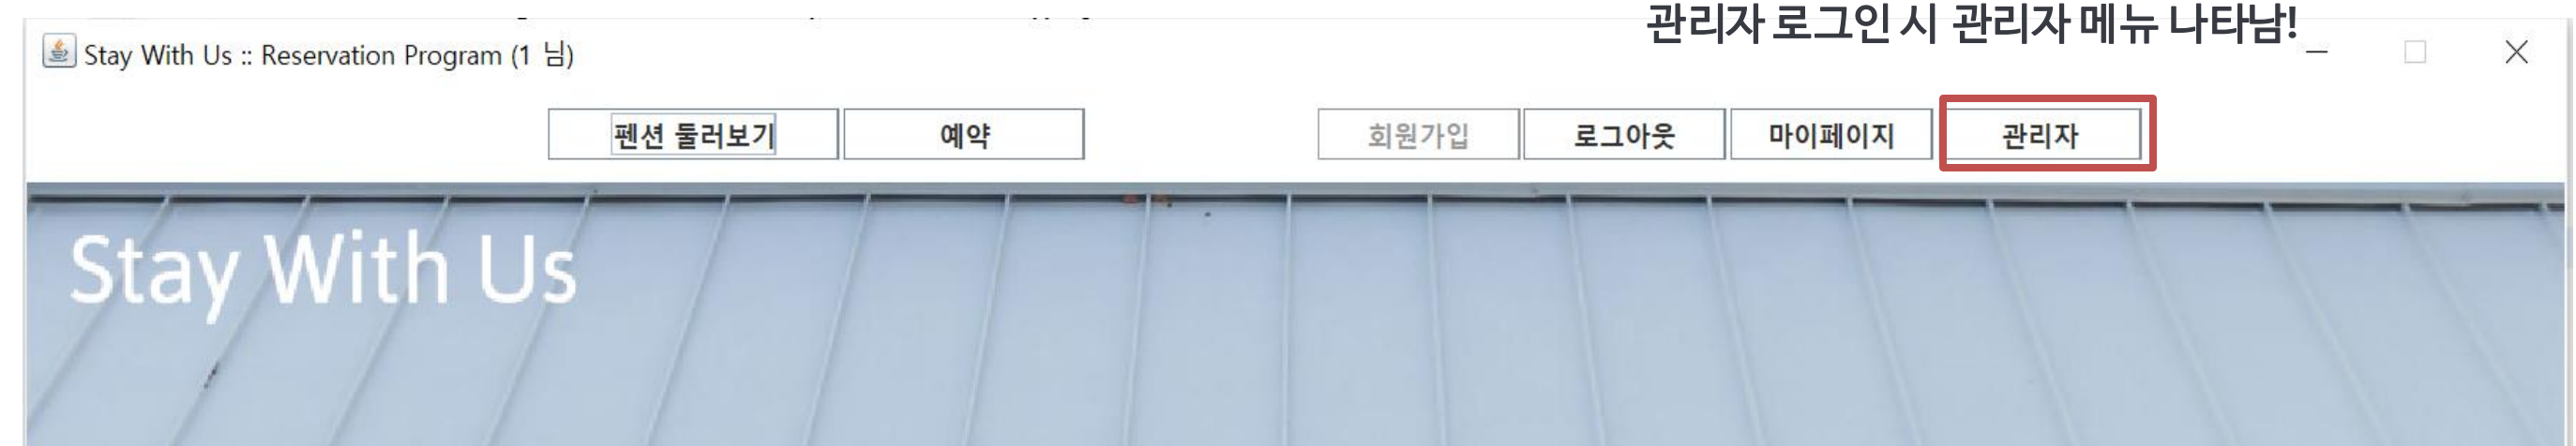 관리자 로그인 시 관리자 메뉴 나타남!
Stay With Us :: Reservation Program (1 님)
펜션 둘러보기 예약 회원가입 로그아웃 마이페이지 관리자
Stay With Us